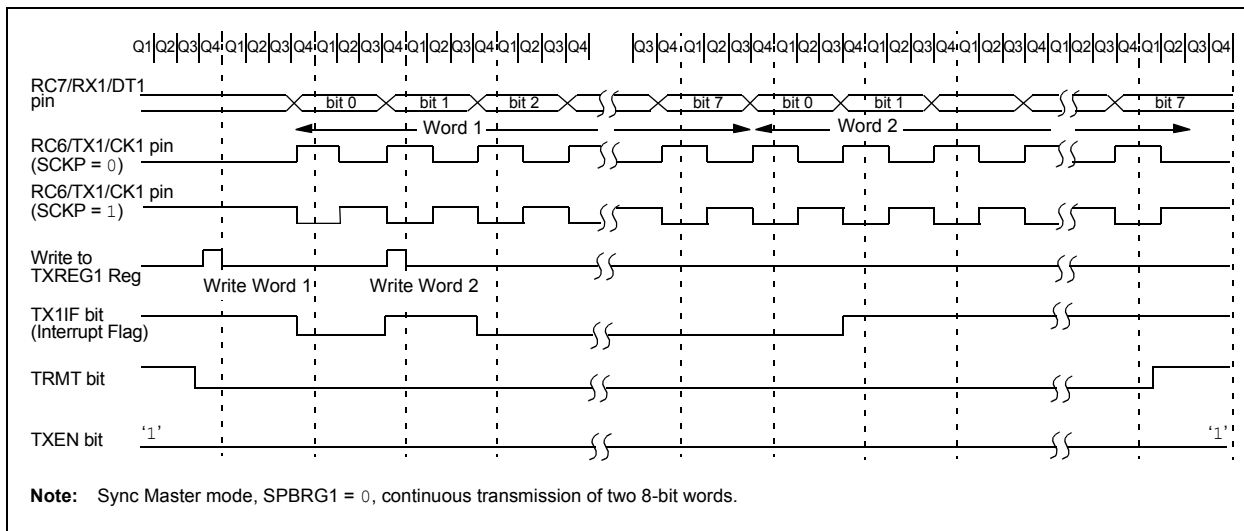 Q1 Q2 Q3 Q4 Q1 Q2 Q3 Q4 Q1 Q2 Q3 Q4 Q1 Q2 Q3 Q4 Q1 Q2 Q3 Q4 Q3 Q4 Q1 Q2 Q3 Q4 Q1 Q2 Q3 Q4 Q1 Q2 Q3 Q4 Q1 Q2 Q3 Q4 Q1 Q2 Q3 Q4 Q1 Q2 Q3 Q4
RC7/RX1/DT1
pin
bit 0 bit 1 bit 2 bit 7 bit 0 bit 1 bit 7
Word 1 Word 2
RC6/TX1/CK1 pin
(SCKP = 0)
RC6/TX1/CK1 pin
(SCKP = 1)
Write to
TXREG1 Reg
Write Word 1 Write Word 2
TX1IF bit
(Interrupt Flag)
TRMT bit
TXEN bit
‘1’ ‘1’
Note: Sync Master mode, SPBRG1 = 0, continuous transmission of two 8-bit words.